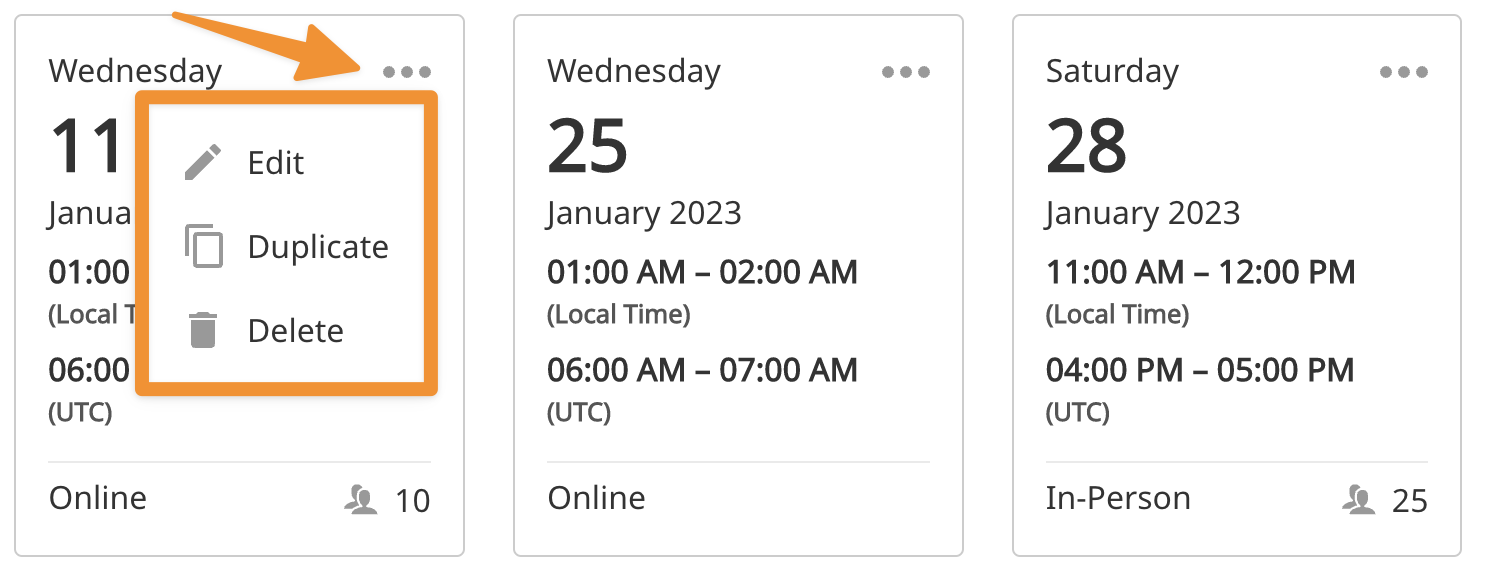 Wednesday
11
Janua
01:00
(Local T
06:00
(UTC)
Online
10
Edit
Duplicate
Delete
Wednesday
25
January 2023
01:00 AM – 02:00 AM
(Local Time)
06:00 AM – 07:00 AM
(UTC)
Online
Saturday
28
January 2023
11:00 AM – 12:00 PM
(Local Time)
04:00 PM – 05:00 PM
(UTC)
In-Person
25